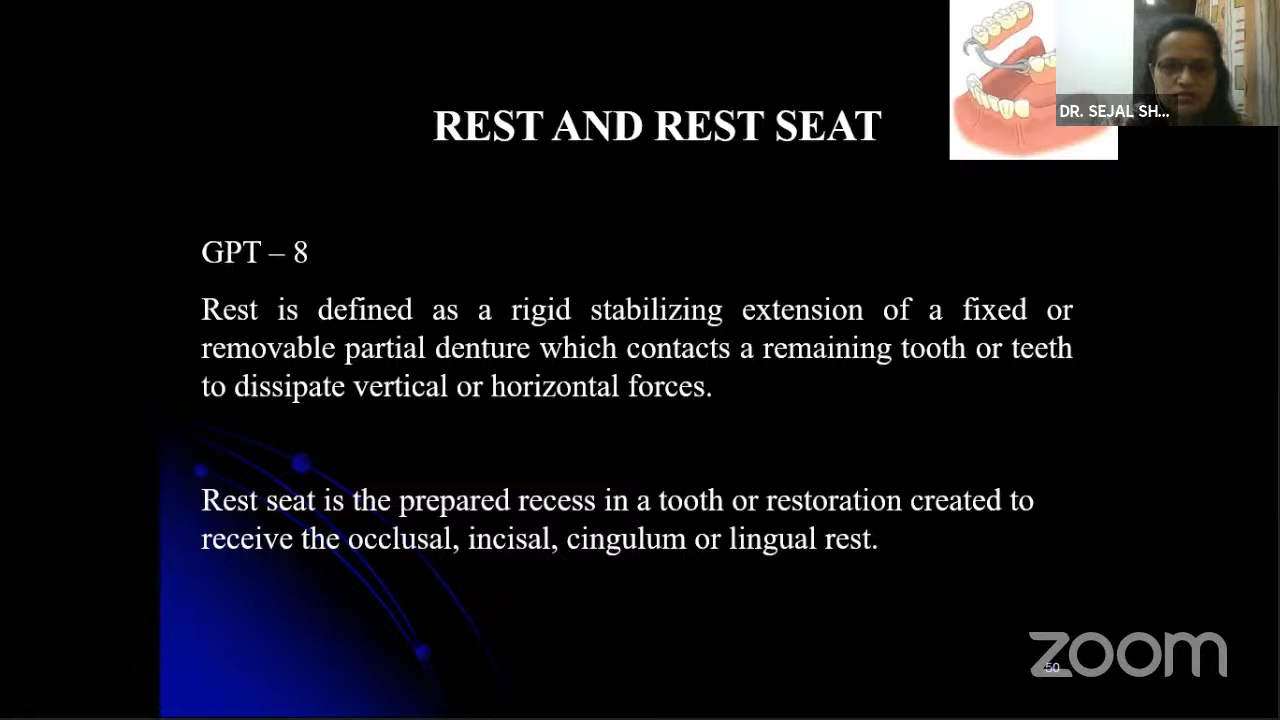 DR. SEJAL SH...
REST AND REST SEAT
GPT – 8
Rest is defined as a rigid stabilizing extension of a fixed or
removable partial denture which contacts a remaining tooth or teeth
to dissipate vertical or horizontal forces.
Rest seat is the prepared recess in a tooth or restoration created to
receive the occlusal, incisal, cingulum or lingual rest.
zoom
50